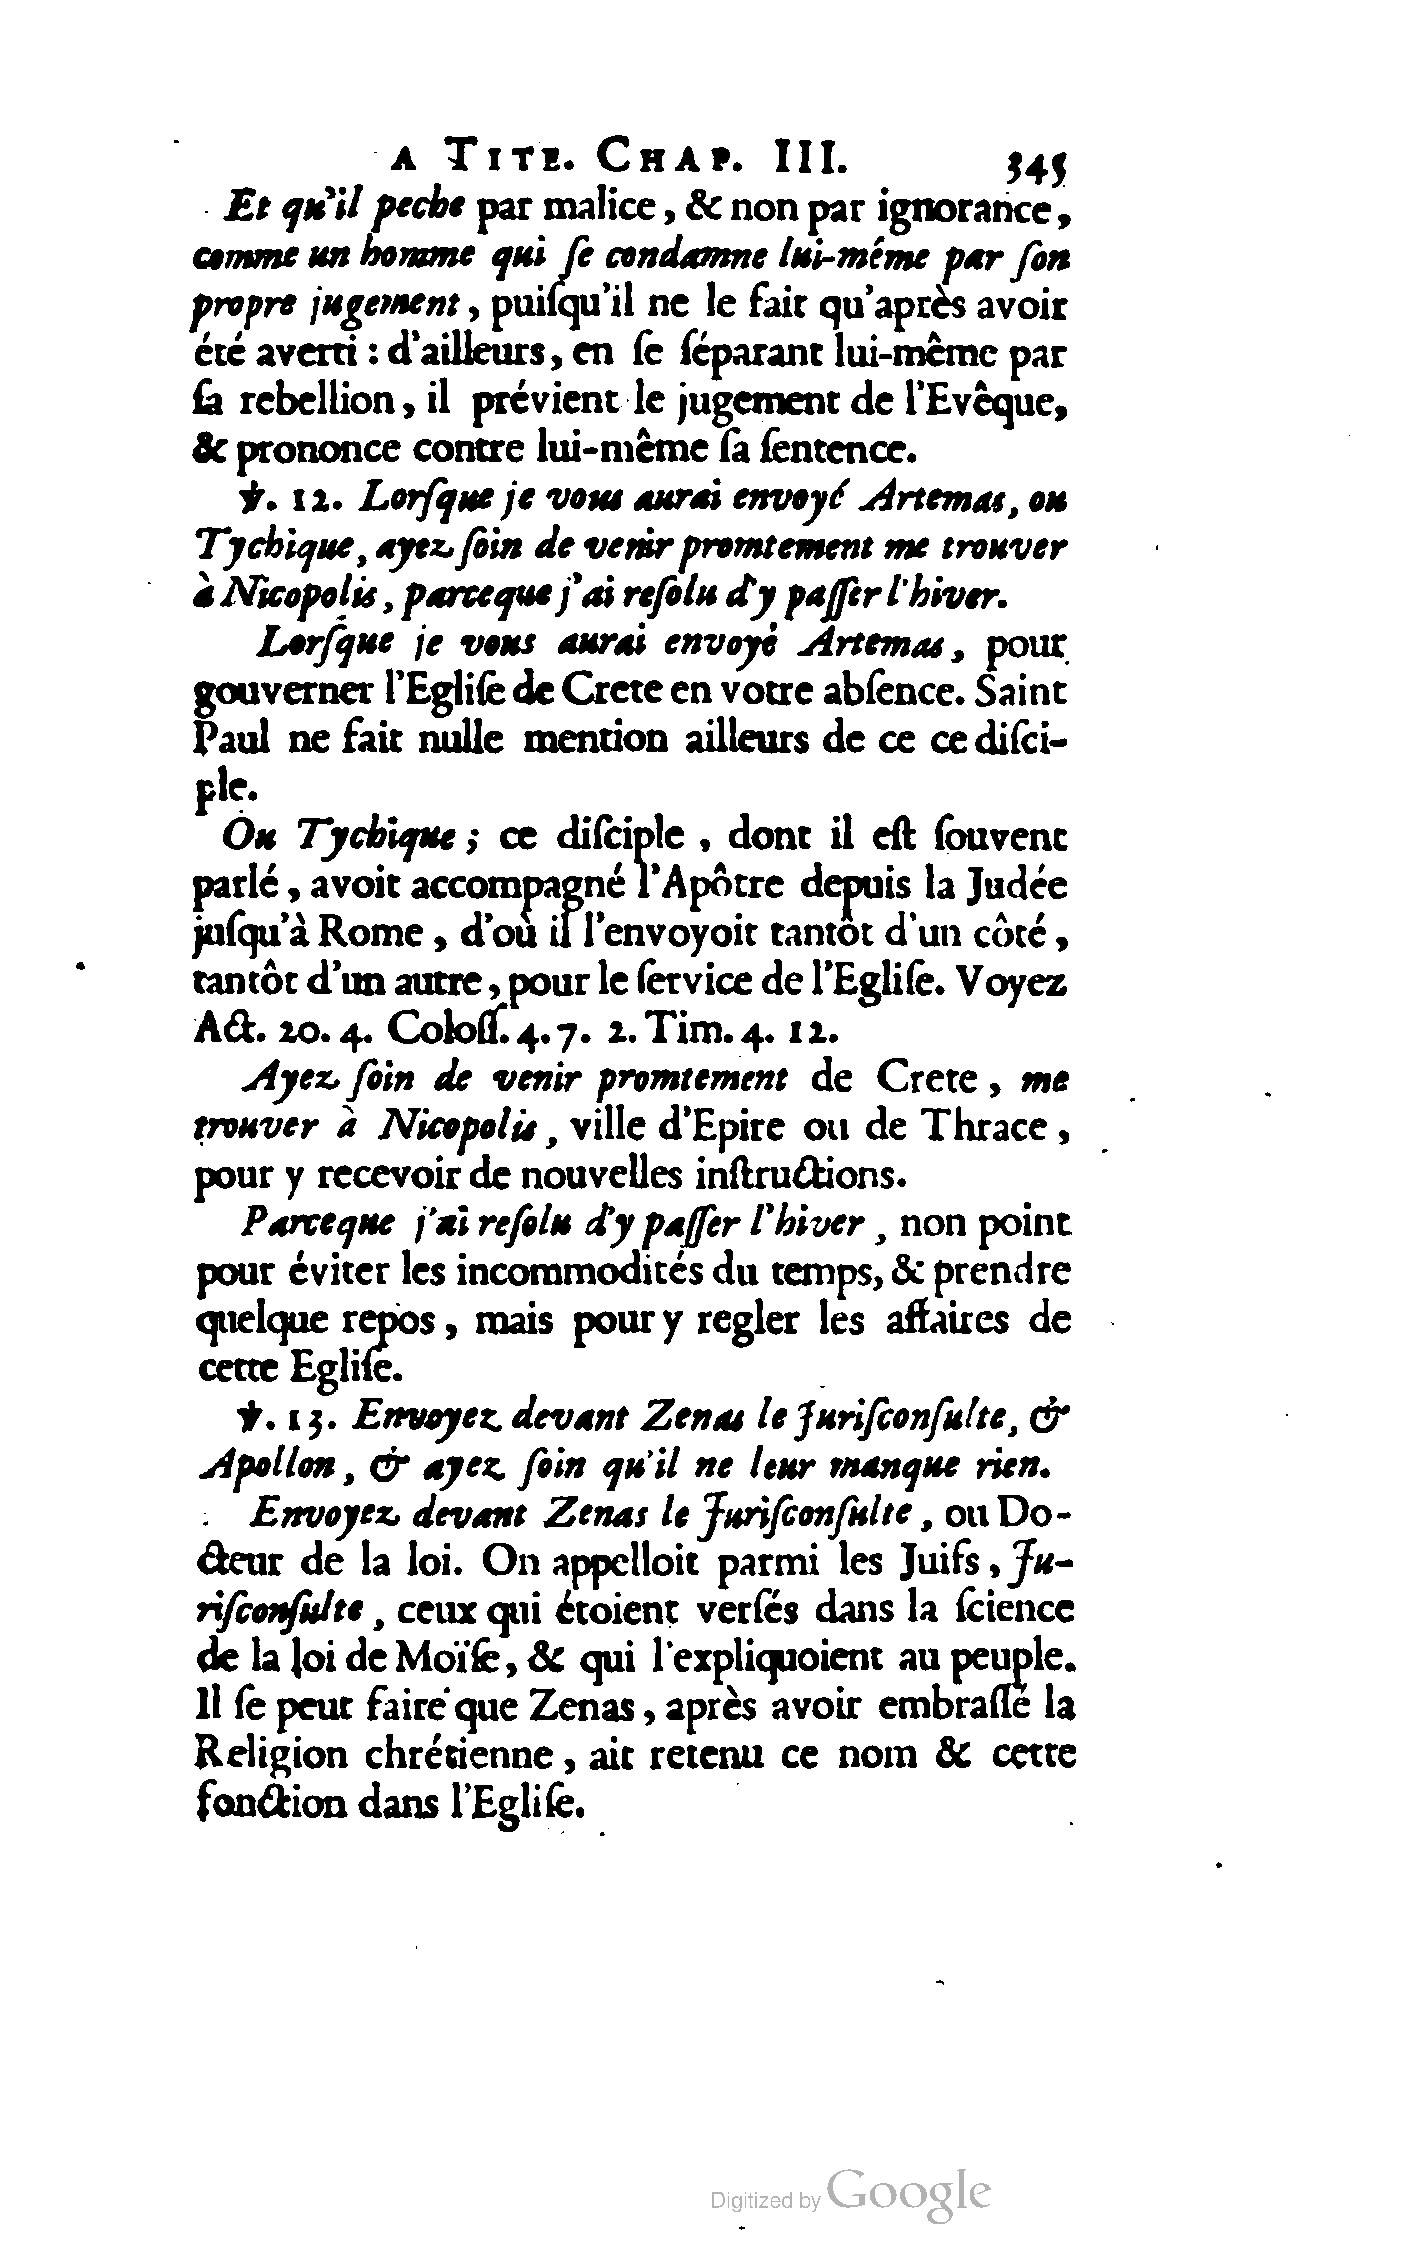 A TITE. CHAP. III. 345
Et qu'il peche par malice, & non par ignorance,
comme un homme qui ſe condamne lui-méme par ſon
propre jugement, puiſqu'il ne le fait qu'après avoir
été averti : d'ailleurs, en ſe ſéparant lui-même par
ſa rebellion, il prévient le jugement de l'Evêque,
& prononce contre lui-même ſa ſentence.
℣. 12. Lorſque je vous aurai envoyé Artemas, ou
Tychique, ayez ſoin de venir promtement me trouver
à Nicopolis, parceque j'ai reſolu d'y paſſer l'hiver.
Lorſque je vous aurai envoyé Artemas, pour
gouverner l'Egliſe de Crete en votre abſence. Saint
Paul ne fait nulle mention ailleurs de ce ce diſci-
ple.
Ou Tychique ; ce diſciple , dont il eſt ſouvent
parlé, avoit accompagné l'Apôtre depuis la Judée
juſqu'à Rome, d'où il l'envoyoit tantôt d'un côté,
tantôt d'un autre, pour le ſervice de l'Egliſe. Voyez
Act. 20. 4. Coloſſ. 4. 7. 2. Tim. 4. 12.
Ayez ſoin de venir promtement de Crete, me
trouver à Nicopolis, ville d'Epire ou de Thrace,
pour y recevoir de nouvelles inſtructions.
Parceque j'ai reſolu d'y paſſer l'hiver, non point
pour éviter les incommodités du temps, & prendre
quelque repos, mais pour y regler les affaires de
cette Egliſe.
℣. 13. Envoyez devant Zenas le Juriſconſulte, &
Apollon, & ayez ſoin qu'il ne leur manque rien.
Envoyez devant Zenas le Juriſconſulte, ou Do-
cteur de la loi. On appelloit parmi les Juifs, Ju-
riſconſulte, ceux qui étoient verſés dans la ſcience
de la loi de Moïſe, & qui l'expliquoient au peuple.
Il ſe peut faire que Zenas, après avoir embraſſé la
Religion chrétienne, ait retenu ce nom & cette
fonction dans l'Egliſe.
Digitized by Google